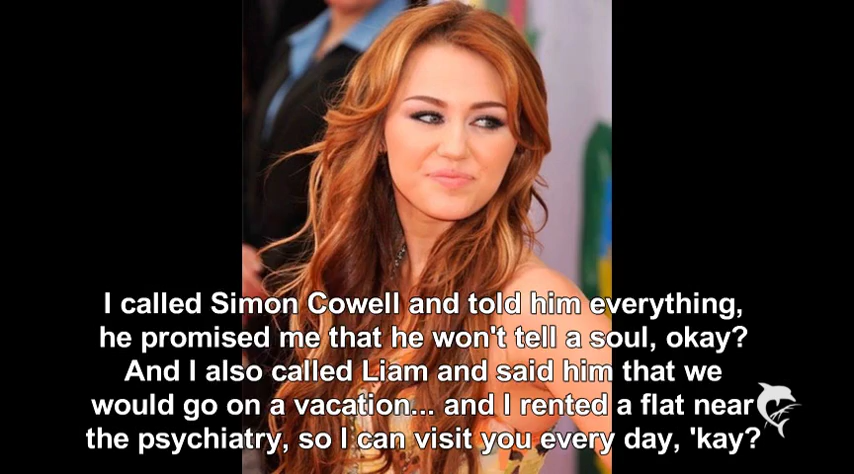 I called Simon Cowell and told him everything,
he promised me that he won't tell a soul, okay?
And I also called Liam and said him that we
would go on a vacation... and I rented a flat near
the psychiatry, so I can visit you every day, 'kay?